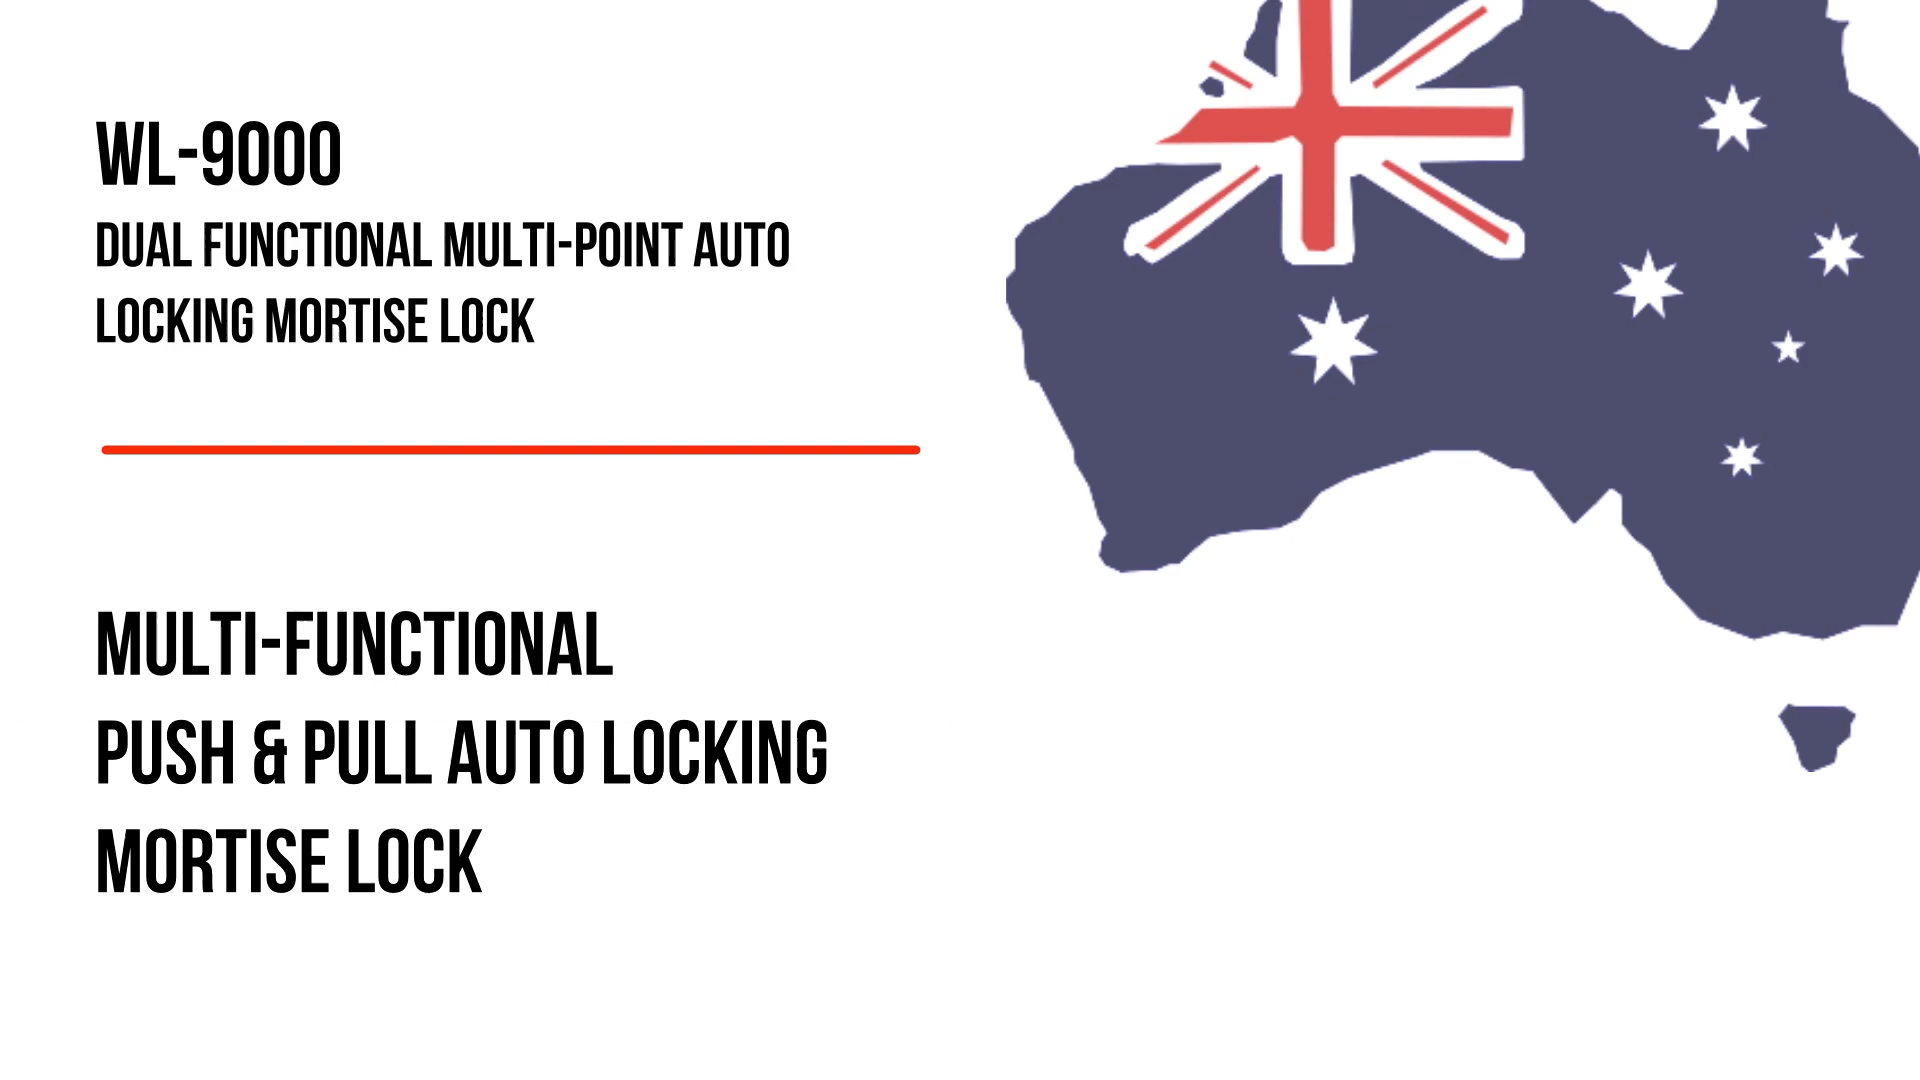 WL-9000
DUAL FUNCTIONAL MULTI-POINT AUTO
LOCKING MORTISE LOCK
MULTI-FUNCTIONAL
PUSH & PULL AUTO LOCKING
MORTISE LOCK